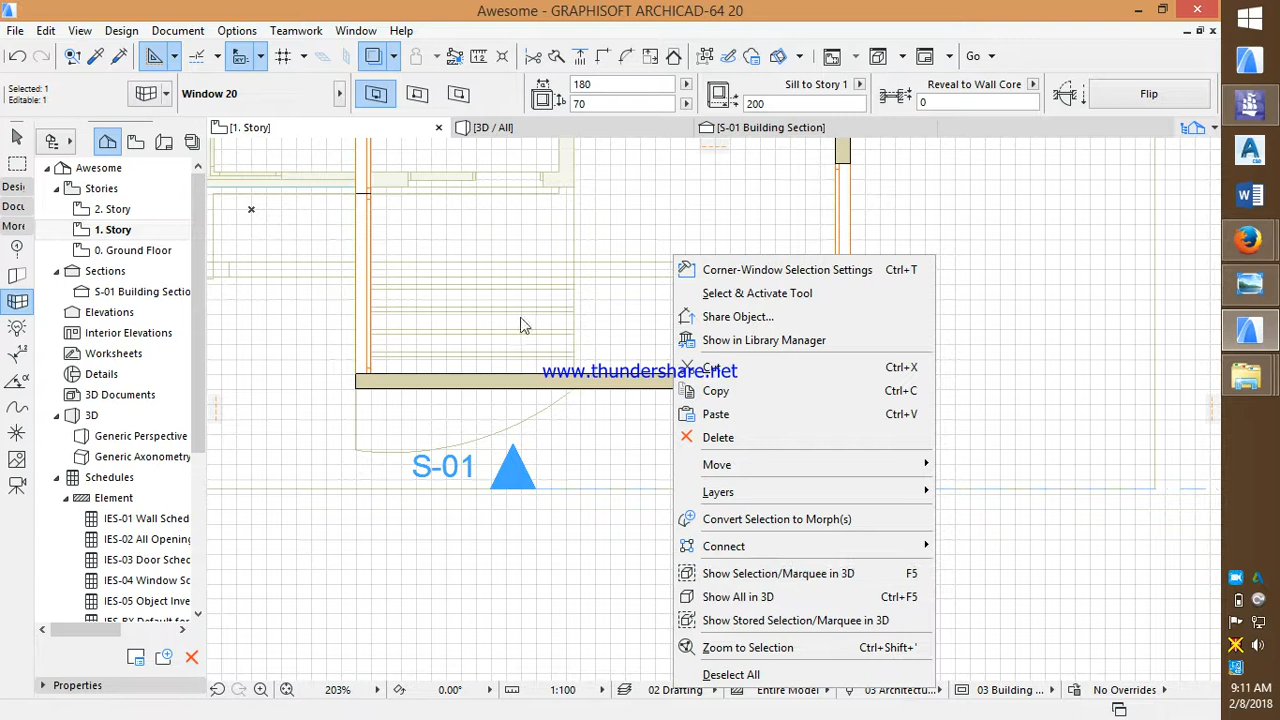 Awesome - GRAPHISOFT ARCHICAD-64 20
File Edit View Design Document Options Teamwork Window Help
Go
Selected: 1
Editable: 1
Window 20
180
b 70
Sill to Story 1
200
Reveal to Wall Core
0
Flip
[1. Story]
[3D / All]
[S-01 Building Section]
Awesome
Stories
2. Story
1. Story
0. Ground Floor
Sections
S-01 Building Sectio
Elevations
Interior Elevations
Worksheets
Details
3D Documents
3D
Generic Perspective
Generic Axonometry
Schedules
Element
IES-01 Wall Sched
IES-02 All Opening
IES-03 Door Sched
IES-04 Window Sc
IES-05 Object Inve
Properties
Desi
Docu
More
S-01
www.thundershare.net
Corner-Window Selection Settings Ctrl+T
Select & Activate Tool
Share Object...
Show in Library Manager
Ctrl+X
Copy Ctrl+C
Paste Ctrl+V
Delete
Move
Layers
Convert Selection to Morph(s)
Connect
Show Selection/Marquee in 3D F5
Show All in 3D Ctrl+F5
Show Stored Selection/Marquee in 3D
Zoom to Selection Ctrl+Shift+'
Deselect All
203% 0.00° 1:100 02 Drafting Entire Model 03 Architectu... 03 Building ... No Overrides
9:11 AM
2/8/2018